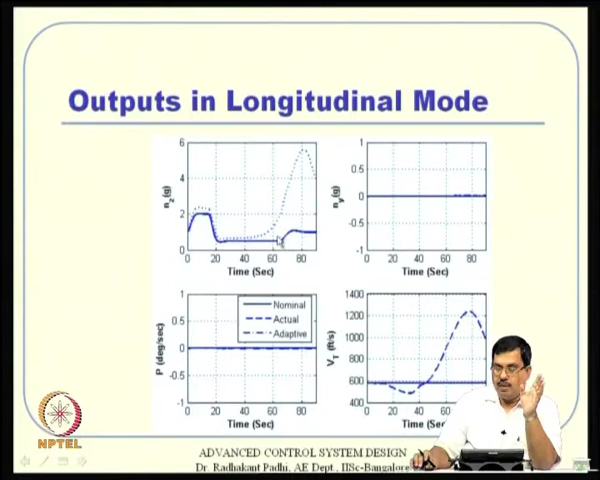 Outputs in Longitudinal Mode
6
4
2
0
n_z(g)
0 20 40 60 80
Time (Sec)
1
0.5
0
-0.5
-1
n_y(g)
0 20 40 60 80
Time (Sec)
1
0.5
0
-0.5
-1
P (deg/sec)
Nominal
Actual
Adaptive
0 20 40 60 80
Time (Sec)
1400
1200
1000
800
600
400
V_T (ft/s)
0 20 40
Time (Sec)
NPTEL
ADVANCED CONTROL SYSTEM DESIGN
Dr. Radhakant Padhi, AE Dept., IISc-Bangalore